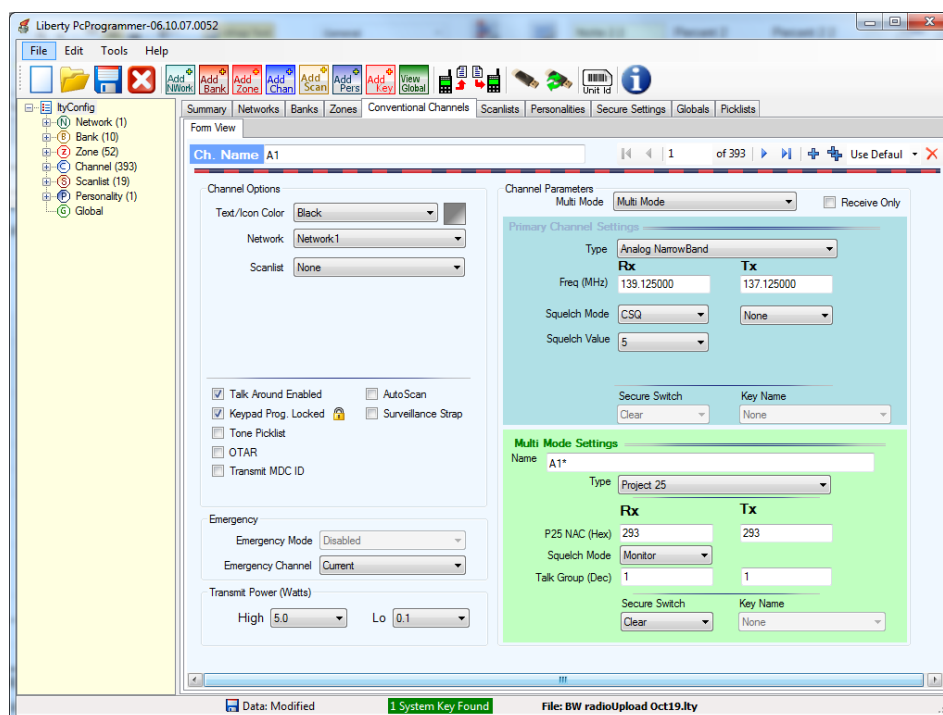 Liberty PcProgrammer-06.10.07.0052
File Edit Tools Help
Add NWork Add Bank Add Zone Add Chan Add Scan Add Pers Add Key View Global Unit Id
ltyConfig
Network (1)
Bank (10)
Zone (52)
Channel (393)
Scanlist (19)
Personality (1)
Global
Summary Networks Banks Zones Conventional Channels Scanlists Personalities Secure Settings Globals Picklists
Form View
Ch. Name A1 1 of 393 Use Defaul
Channel Options
Text/Icon Color Black
Network Network1
Scanlist None
Talk Around Enabled AutoScan
Keypad Prog. Locked Surveillance Strap
Tone Picklist
OTAR
Transmit MDC ID
Emergency
Emergency Mode Disabled
Emergency Channel Current
Transmit Power (Watts)
High 5.0 Lo 0.1
Channel Parameters
Multi Mode Multi Mode Receive Only
Primary Channel Settings
Type Analog NarrowBand
Rx Tx
Freq (MHz) 139.125000 137.125000
Squelch Mode CSQ None
Squelch Value 5
Secure Switch Key Name
Clear None
Multi Mode Settings
Name A1*
Type Project 25
Rx Tx
P25 NAC (Hex) 293 293
Squelch Mode Monitor
Talk Group (Dec) 1 1
Secure Switch Key Name
Clear None
Data: Modified 1 System Key Found File: BW radioUpload Oct19.lty